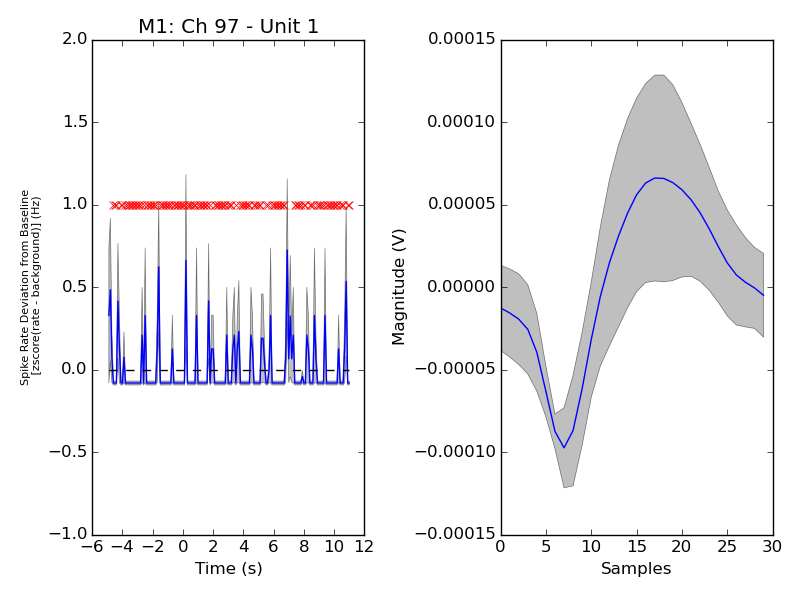 M1: Ch 97 - Unit 1
2.0
1.5
1.0
0.5
0.0
−0.5
−1.0
−6 −4 −2 0 2 4 6 8 10 12
Time (s)
Spike Rate Deviation from Baseline
[zscore(rate - background)] (Hz)
0.00015
0.00010
0.00005
0.00000
−0.00005
−0.00010
−0.00015
0 5 10 15 20 25 30
Samples
Magnitude (V)